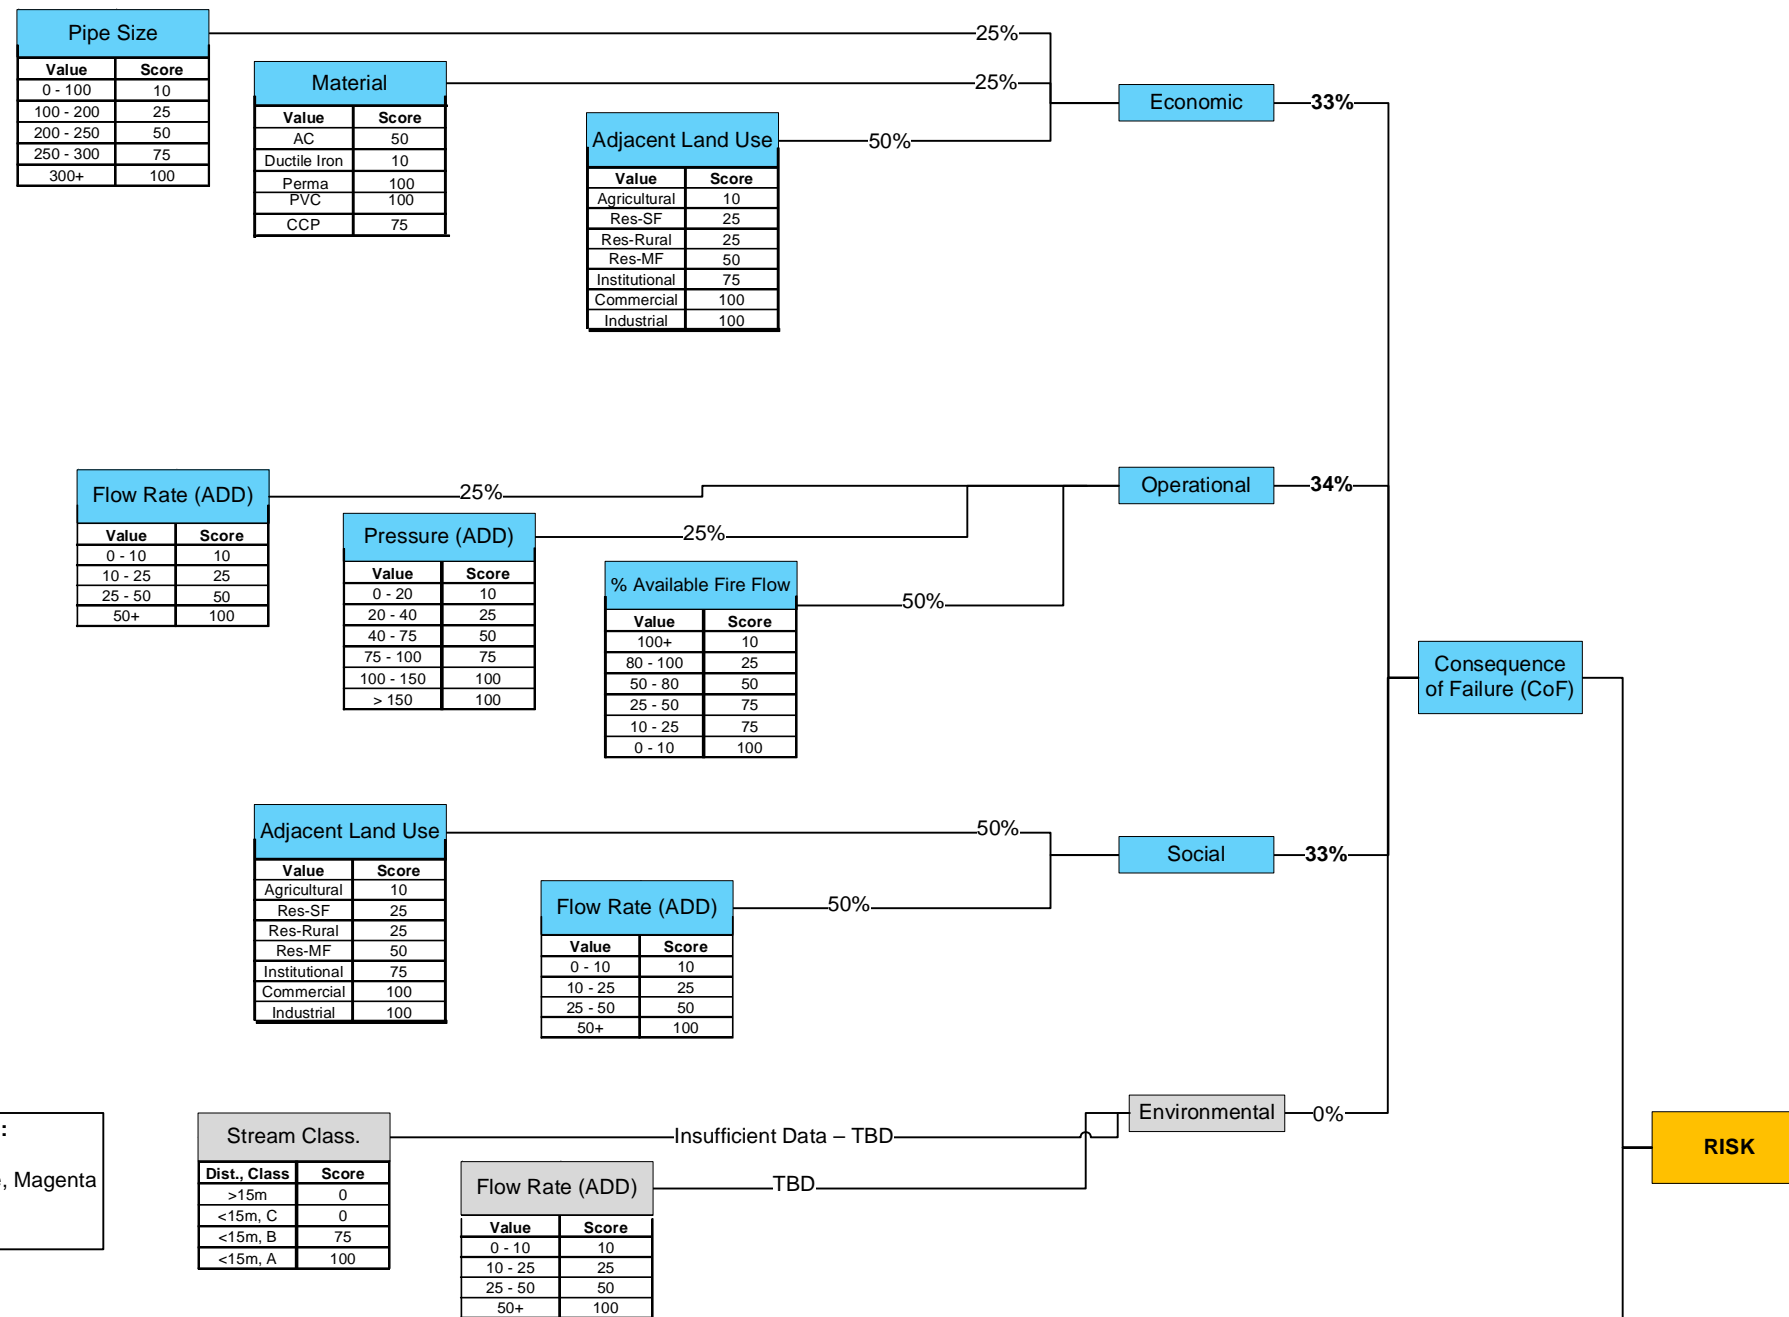 Pipe Size
Value Score
0 - 100 10
100 - 200 25
200 - 250 50
250 - 300 75
300+ 100
25%
Material
Value Score
AC 50
Ductile Iron 10
Perma 100
PVC 100
CCP 75
25%
Adjacent Land Use
Value Score
Agricultural 10
Res-SF 25
Res-Rural 25
Res-MF 50
Institutional 75
Commercial 100
Industrial 100
50%
Economic
33%
Flow Rate (ADD)
Value Score
0 - 10 10
10 - 25 25
25 - 50 50
50+ 100
25%
Pressure (ADD)
Value Score
0 - 20 10
20 - 40 25
40 - 75 50
75 - 100 75
100 - 150 100
> 150 100
25%
% Available Fire Flow
Value Score
100+ 10
80 - 100 25
50 - 80 50
25 - 50 75
10 - 25 75
0 - 10 100
50%
Operational
34%
Consequence
of Failure (CoF)
Adjacent Land Use
Value Score
Agricultural 10
Res-SF 25
Res-Rural 25
Res-MF 50
Institutional 75
Commercial 100
Industrial 100
50%
Flow Rate (ADD)
Value Score
0 - 10 10
10 - 25 25
25 - 50 50
50+ 100
50%
Social
33%
:
, Magenta
Stream Class.
Dist., Class Score
>15m 0
<15m, C 0
<15m, B 75
<15m, A 100
Insufficient Data – TBD
Flow Rate (ADD)
Value Score
0 - 10 10
10 - 25 25
25 - 50 50
50+ 100
TBD
Environmental
0%
RISK